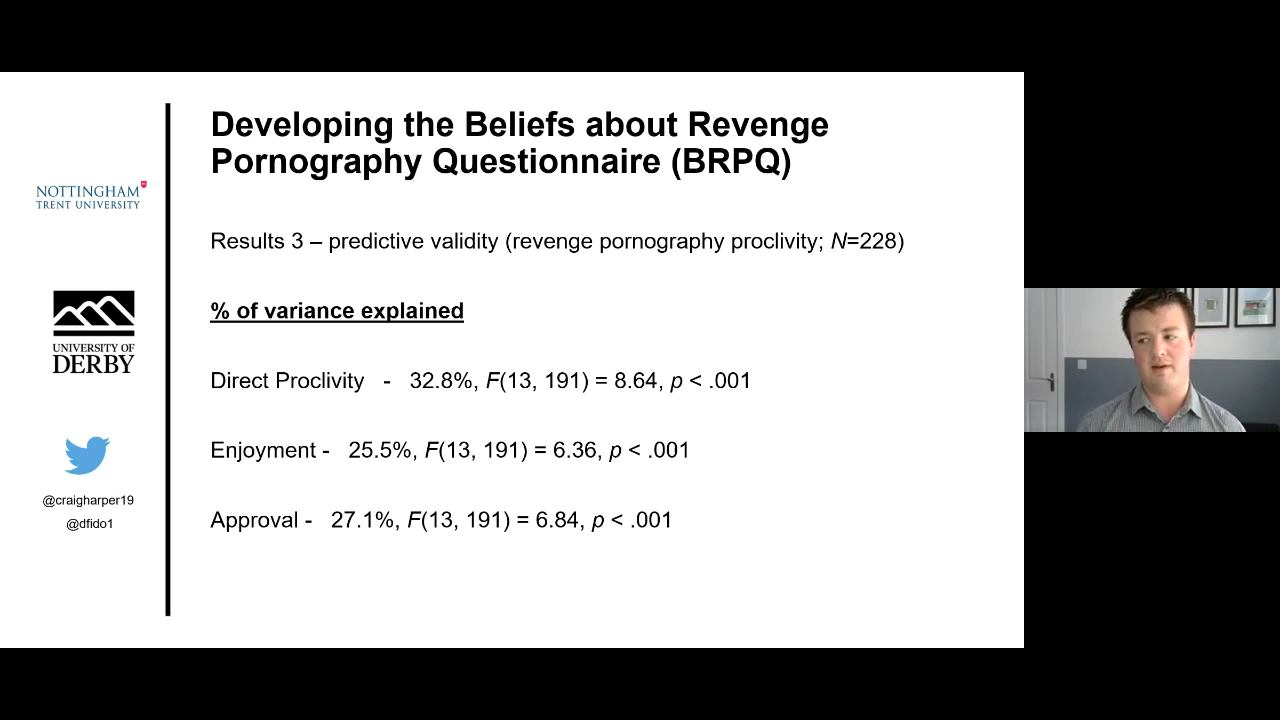 Developing the Beliefs about Revenge
Pornography Questionnaire (BRPQ)
NOTTINGHAM
TRENT UNIVERSITY
Results 3 – predictive validity (revenge pornography proclivity; N=228)
% of variance explained
UNIVERSITY OF
DERBY
Direct Proclivity - 32.8%, F(13, 191) = 8.64, p < .001
Enjoyment - 25.5%, F(13, 191) = 6.36, p < .001
@craigharper19
@dfido1
Approval - 27.1%, F(13, 191) = 6.84, p < .001